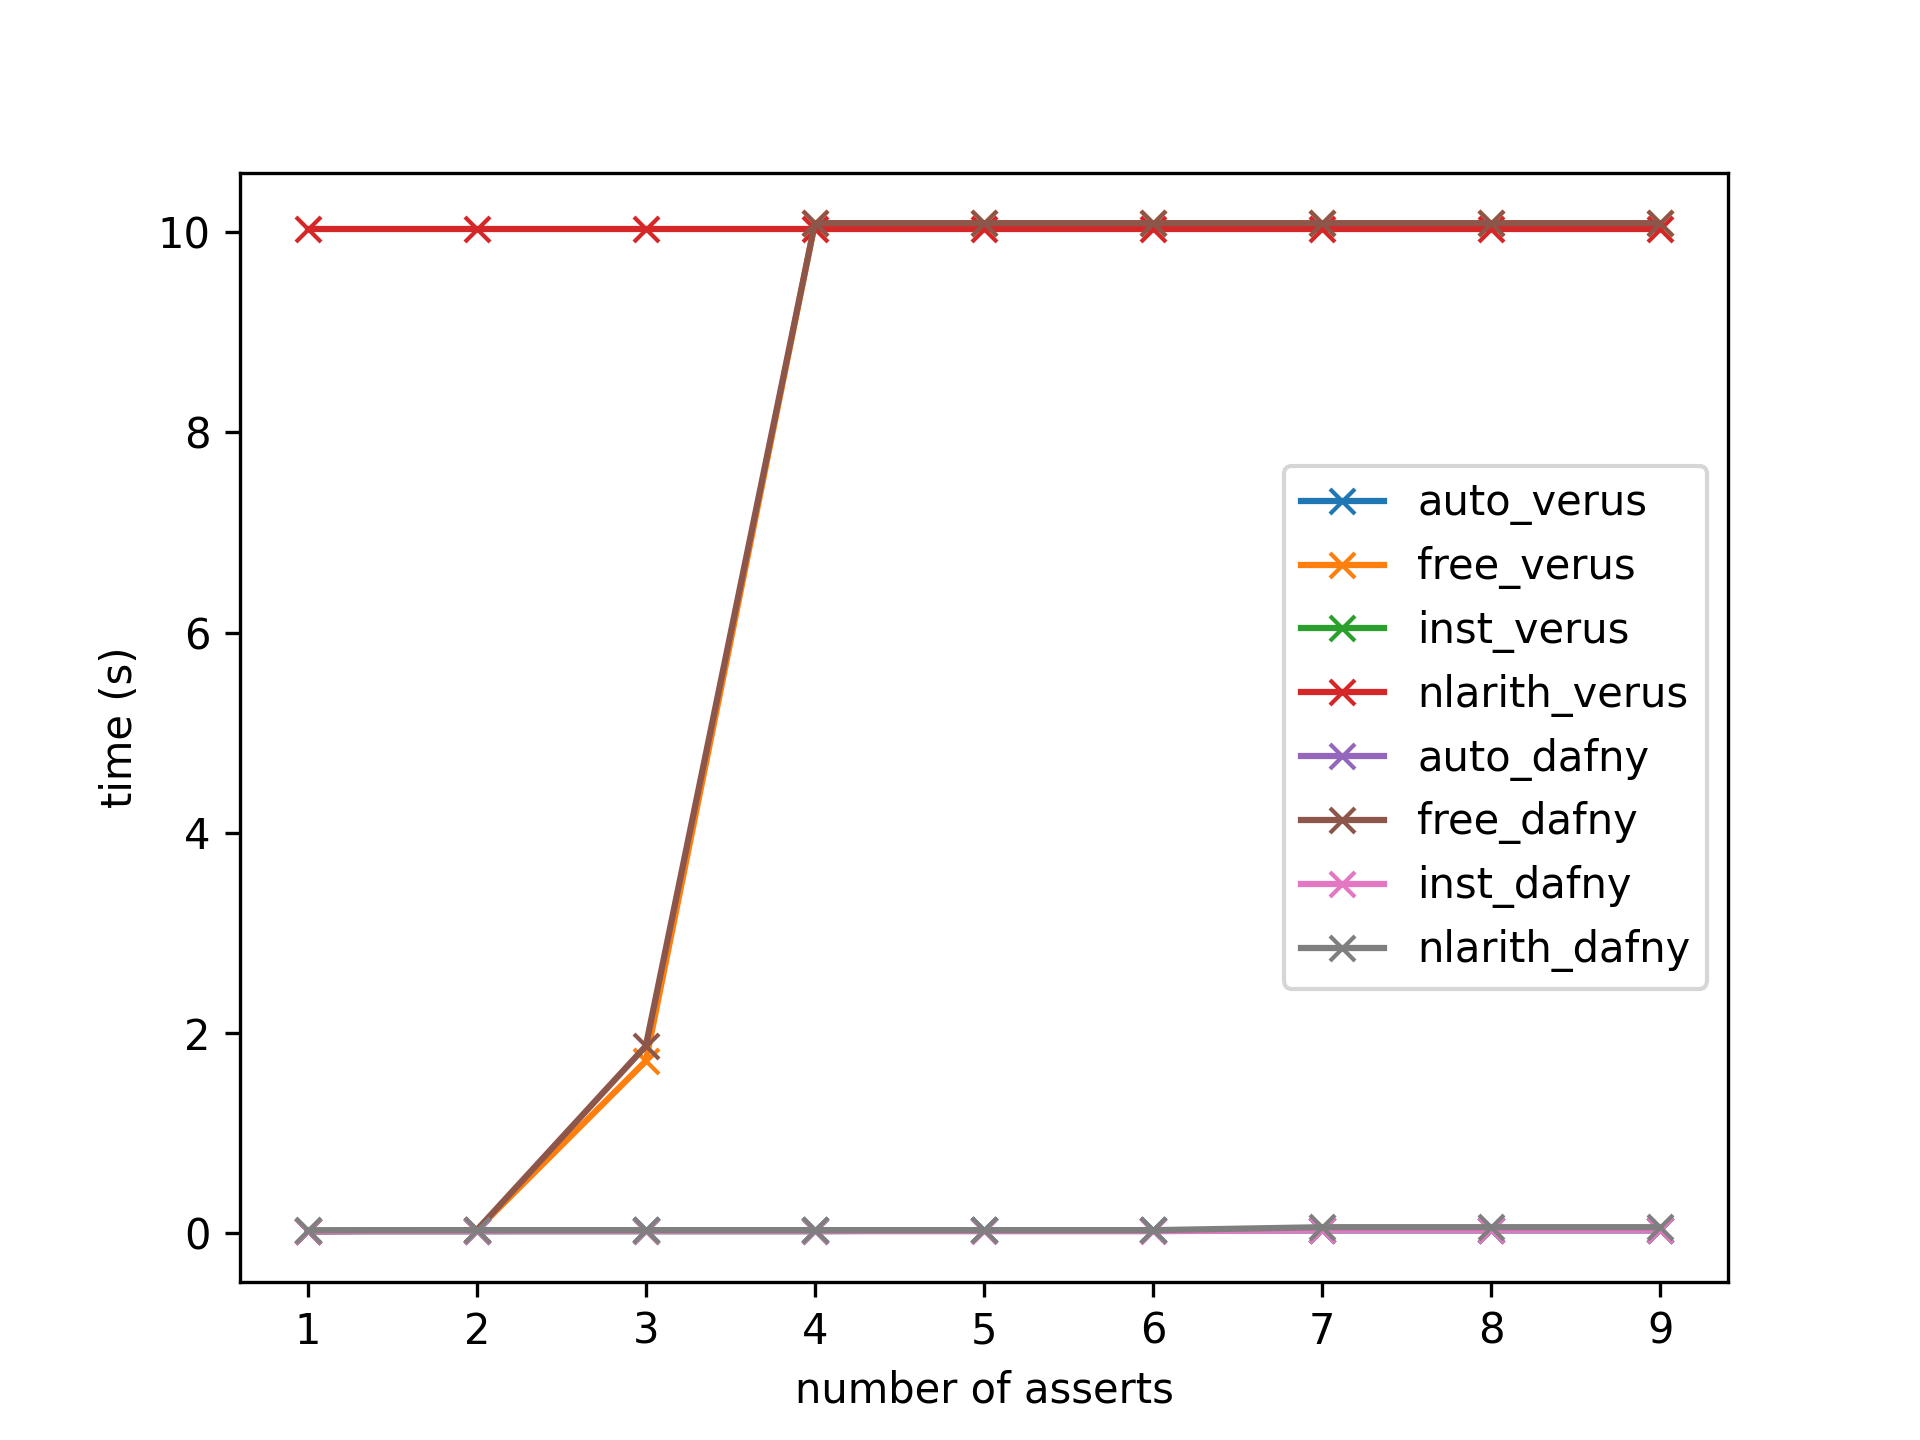 10
8
6
4
2
0
time (s)
auto_verus
free_verus
inst_verus
nlarith_verus
auto_dafny
free_dafny
inst_dafny
nlarith_dafny
1 2 3 4 5 6 7 8 9
number of asserts